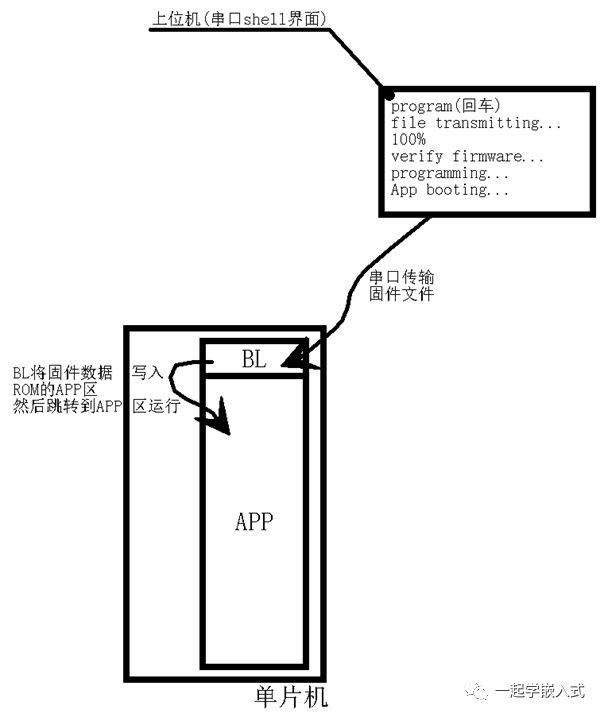 上位机(串口shell界面)
program(回车)
file transmitting...
100%
verify firmware...
programming...
App booting...
串口传输
固件文件
BL
BL将固件数据 写入
ROM的APP区
然后跳转到APP 区运行
APP
单片机
一起学嵌入式